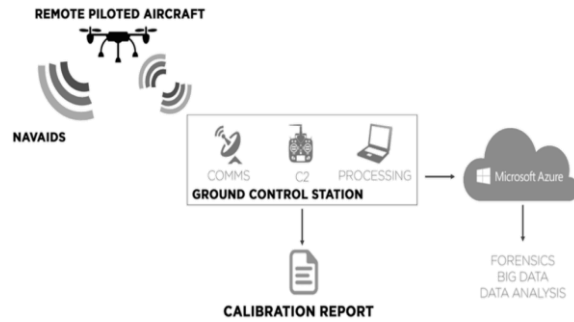 REMOTE PILOTED AIRCRAFT
NAVAIDS
COMMS
C2
PROCESSING
GROUND CONTROL STATION
Microsoft Azure
CALIBRATION REPORT
FORENSICS
BIG DATA
DATA ANALYSIS